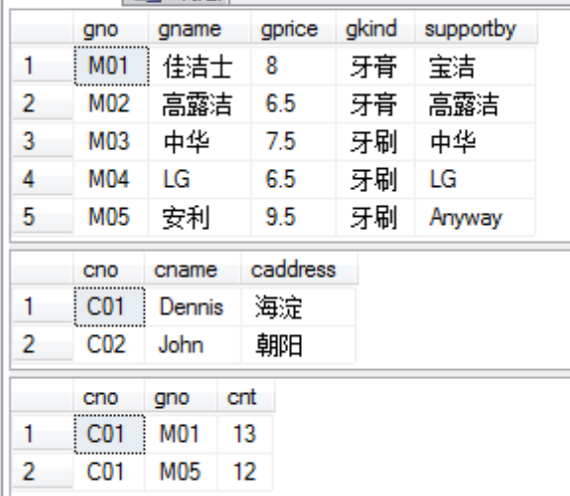 gno gname gprice gkind supportby
1 M01 佳洁士 8 牙膏 宝洁
2 M02 高露洁 6.5 牙膏 高露洁
3 M03 中华 7.5 牙刷 中华
4 M04 LG 6.5 牙刷 LG
5 M05 安利 9.5 牙刷 Anyway
cno cname caddress
1 C01 Dennis 海淀
2 C02 John 朝阳
cno gno cnt
1 C01 M01 13
2 C01 M05 12